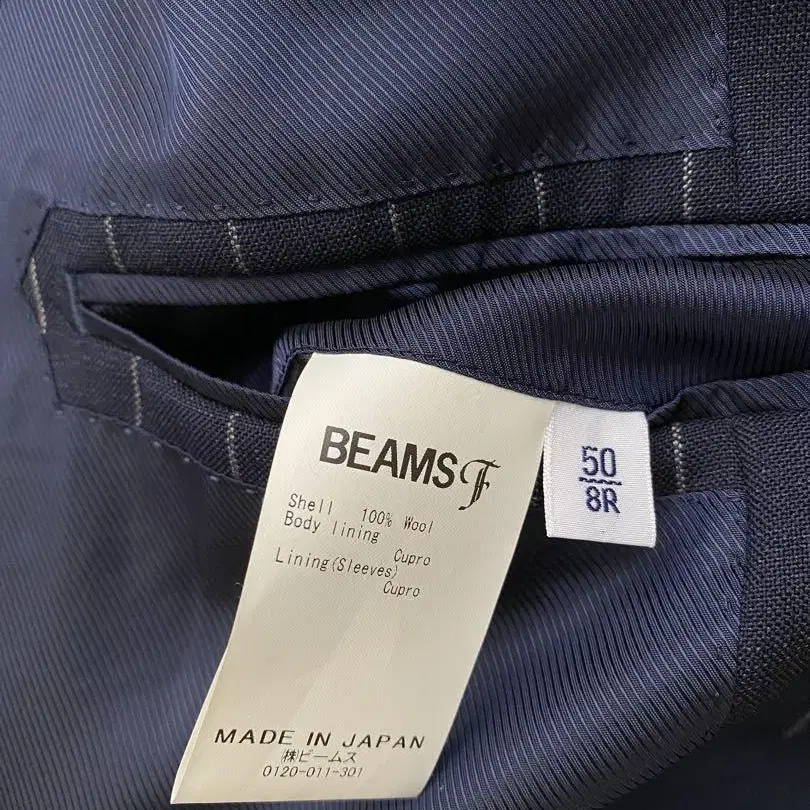 BEAMS F
Shell 100% Wool
Body lining
Cupro
Lining(Sleeves)
Cupro
MADE IN JAPAN
㈱ビームス
0120-011-301
50
8R